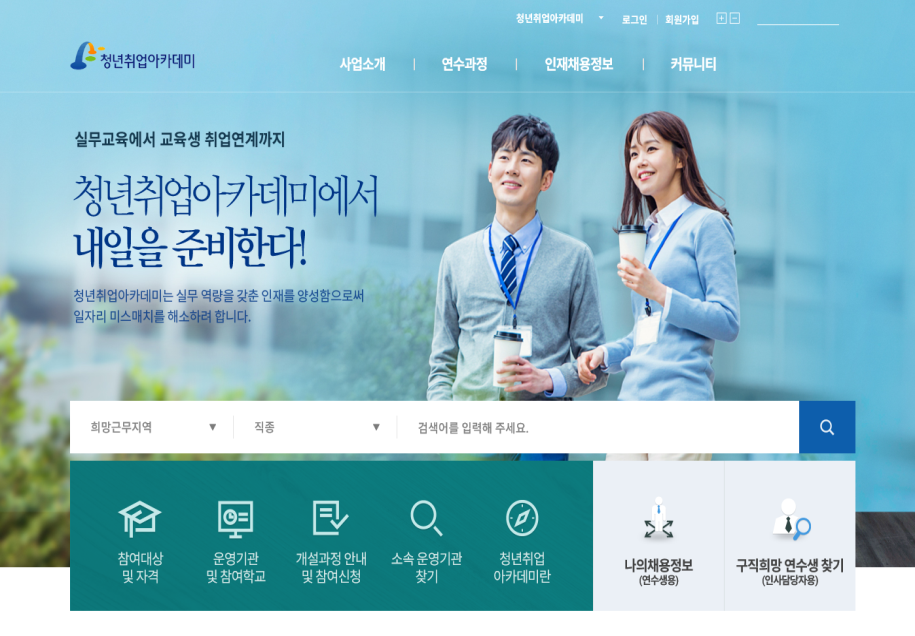 청년취업아카데미 ▼
로그인 | 회원가입
청년취업아카데미
사업소개 | 연수과정 | 인재채용정보 | 커뮤니티
실무교육에서 교육생 취업연계까지
청년취업아카데미에서
내일을 준비한다!
청년취업아카데미는 실무 역량을 갖춘 인재를 양성함으로써
일자리 미스매치를 해소하려 합니다.
희망근무지역 ▼
직종 ▼
검색어를 입력해 주세요.
참여대상
및 자격
운영기관
및 참여학교
개설과정 안내
및 참여신청
소속 운영기관
찾기
청년취업
아카데미란
나의채용정보
(연수생용)
구직희망 연수생 찾기
(인사담당자용)